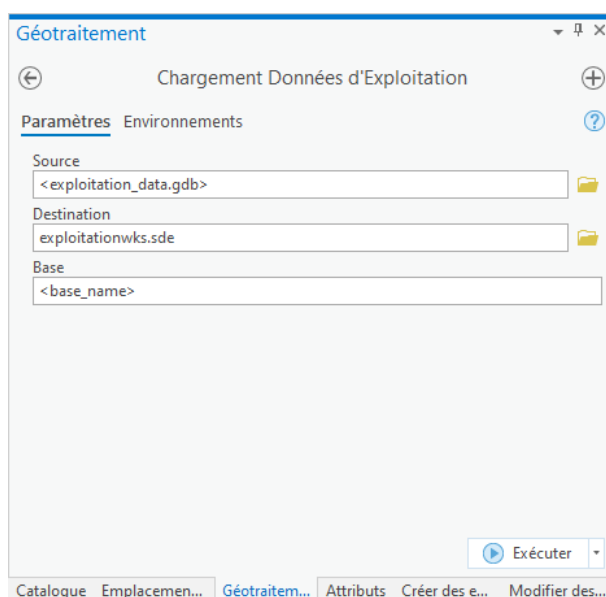 Géotraitement
Chargement Données d'Exploitation
Paramètres Environnements
Source
<exploitation_data.gdb>
Destination
exploitationwks.sde
Base
<base_name>
Exécuter
Catalogue Emplacemen... Géotraitem... Attributs Créer des e... Modifier des...